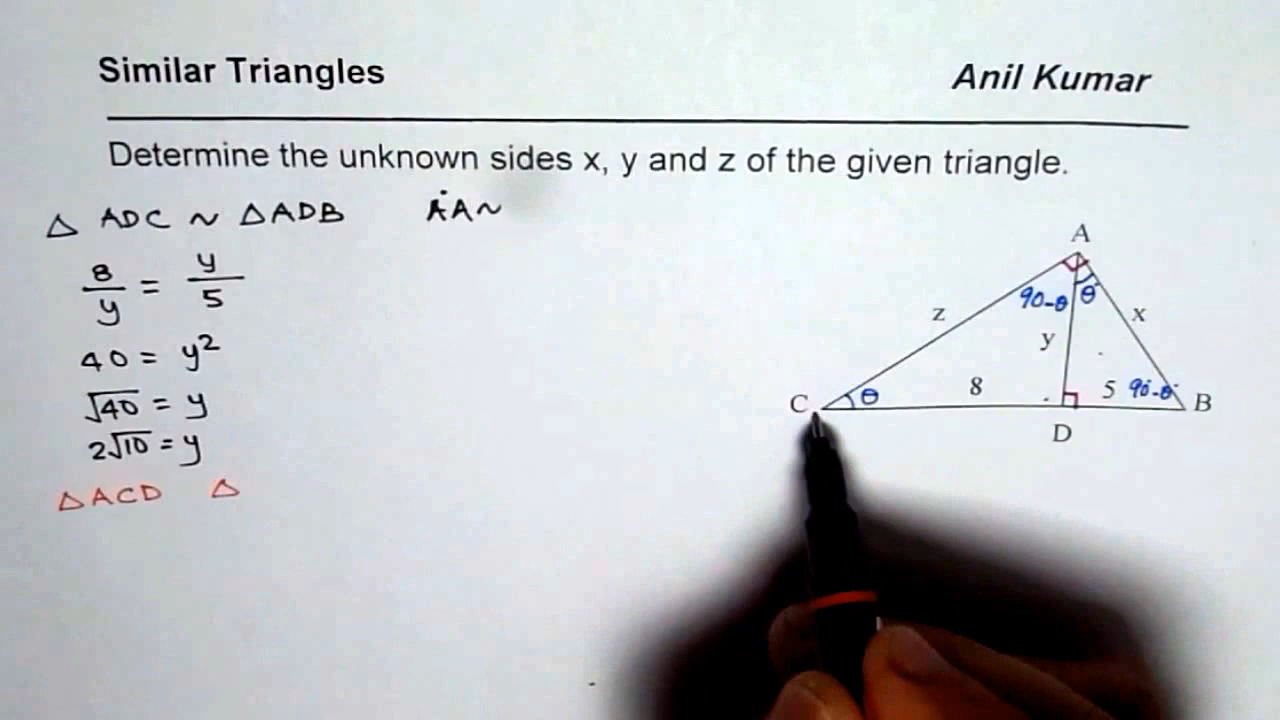 Similar Triangles
Anil Kumar
Determine the unknown sides x, y and z of the given triangle.
△ ADC ~ △ADB AA~
8/y = y/5
40 = y²
√40 = y
2√10 = y
△ACD △
A
90-θ θ
z
x
y
C θ 8 5 90°-θ° B
D